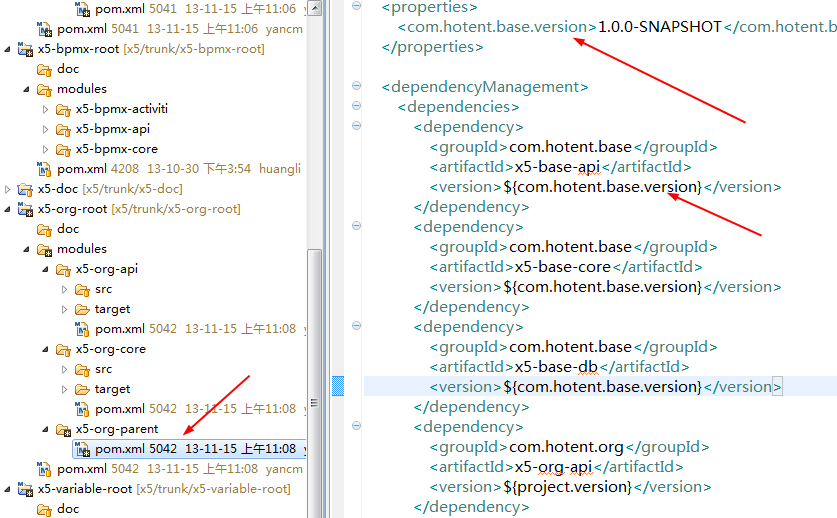 pom.xml 5041 13-11-15 上午11:06
pom.xml 5041 13-11-15 上午11:06 yancm
x5-bpmx-root [x5/trunk/x5-bpmx-root]
doc
modules
x5-bpmx-activiti
x5-bpmx-api
x5-bpmx-core
pom.xml 4208 13-10-30 下午3:54 huangli
x5-doc [x5/trunk/x5-doc]
x5-org-root [x5/trunk/x5-org-root]
doc
modules
x5-org-api
src
target
pom.xml 5042 13-11-15 上午11:08
x5-org-core
src
target
pom.xml 5042 13-11-15 上午11:08
x5-org-parent
pom.xml 5042 13-11-15 上午11:08
pom.xml 5042 13-11-15 上午11:08 yancm
x5-variable-root [x5/trunk/x5-variable-root]
doc
<properties>
<com.hotent.base.version>1.0.0-SNAPSHOT</com.hotent.b
</properties>
<dependencyManagement>
<dependencies>
<dependency>
<groupId>com.hotent.base</groupId>
<artifactId>x5-base-api</artifactId>
<version>${com.hotent.base.version}</version>
</dependency>
<dependency>
<groupId>com.hotent.base</groupId>
<artifactId>x5-base-core</artifactId>
<version>${com.hotent.base.version}</version>
</dependency>
<dependency>
<groupId>com.hotent.base</groupId>
<artifactId>x5-base-db</artifactId>
<version>${com.hotent.base.version}</version>
</dependency>
<dependency>
<groupId>com.hotent.org</groupId>
<artifactId>x5-org-api</artifactId>
<version>${project.version}</version>
</dependency>